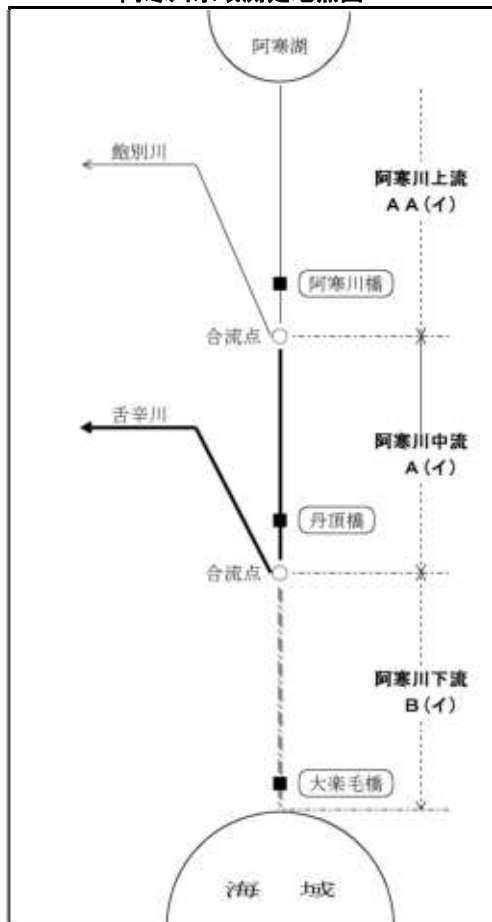 阿寒湖
飽別川
阿寒川上流
AA(イ)
阿寒川橋
合流点
舌辛川
阿寒川中流
A(イ)
丹頂橋
合流点
阿寒川下流
B(イ)
大楽毛橋
海域